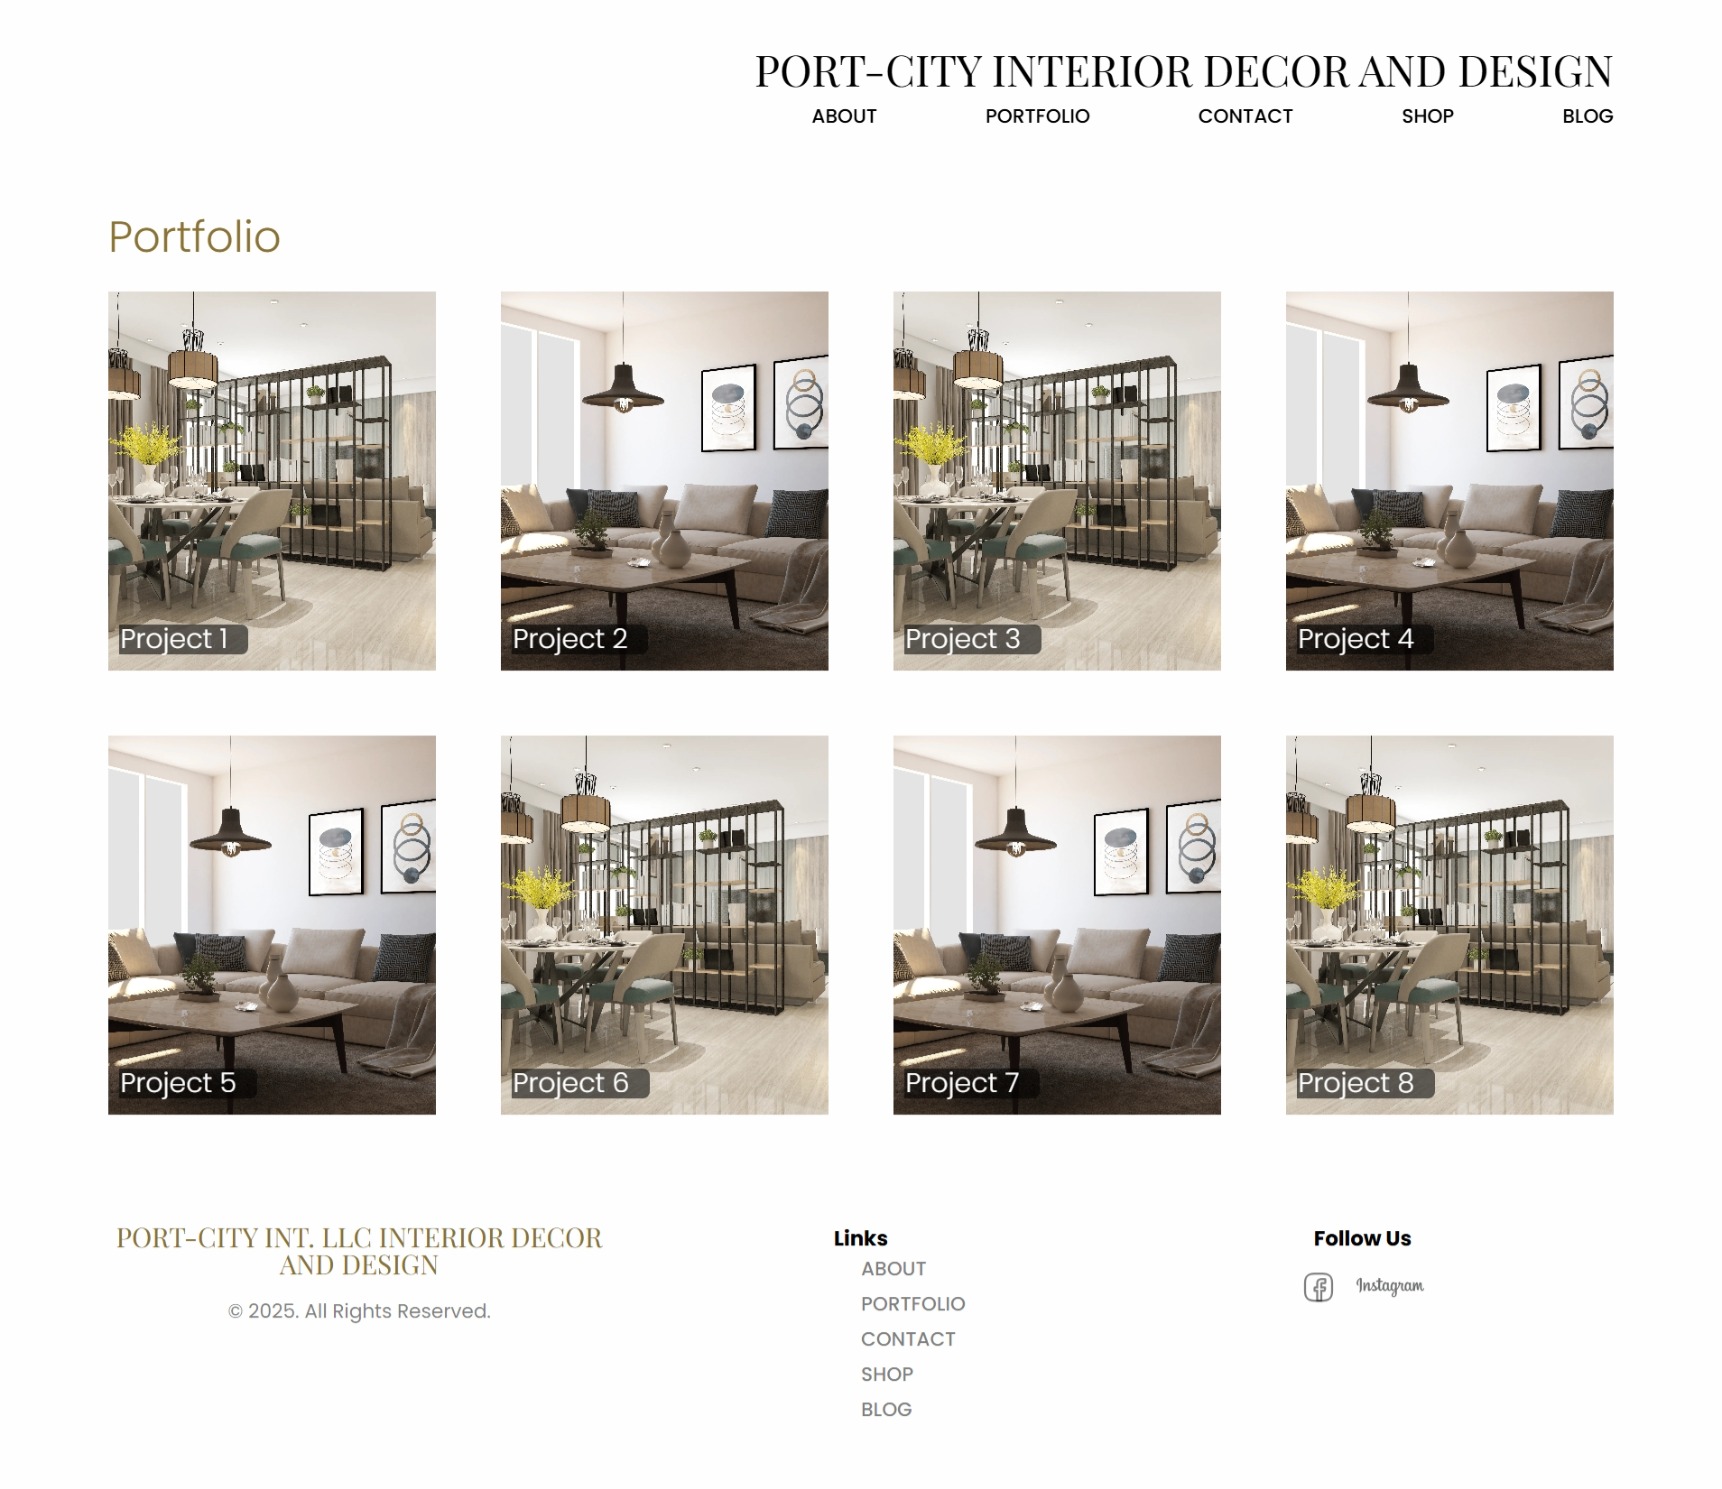 PORT-CITY INTERIOR DECOR AND DESIGN
ABOUT PORTFOLIO CONTACT SHOP BLOG
Portfolio
Project 1
Project 2
Project 3
Project 4
Project 5
Project 6
Project 7
Project 8
PORT-CITY INT. LLC INTERIOR DECOR
AND DESIGN
© 2025. All Rights Reserved.
Links
ABOUT
PORTFOLIO
CONTACT
SHOP
BLOG
Follow Us
Instagram